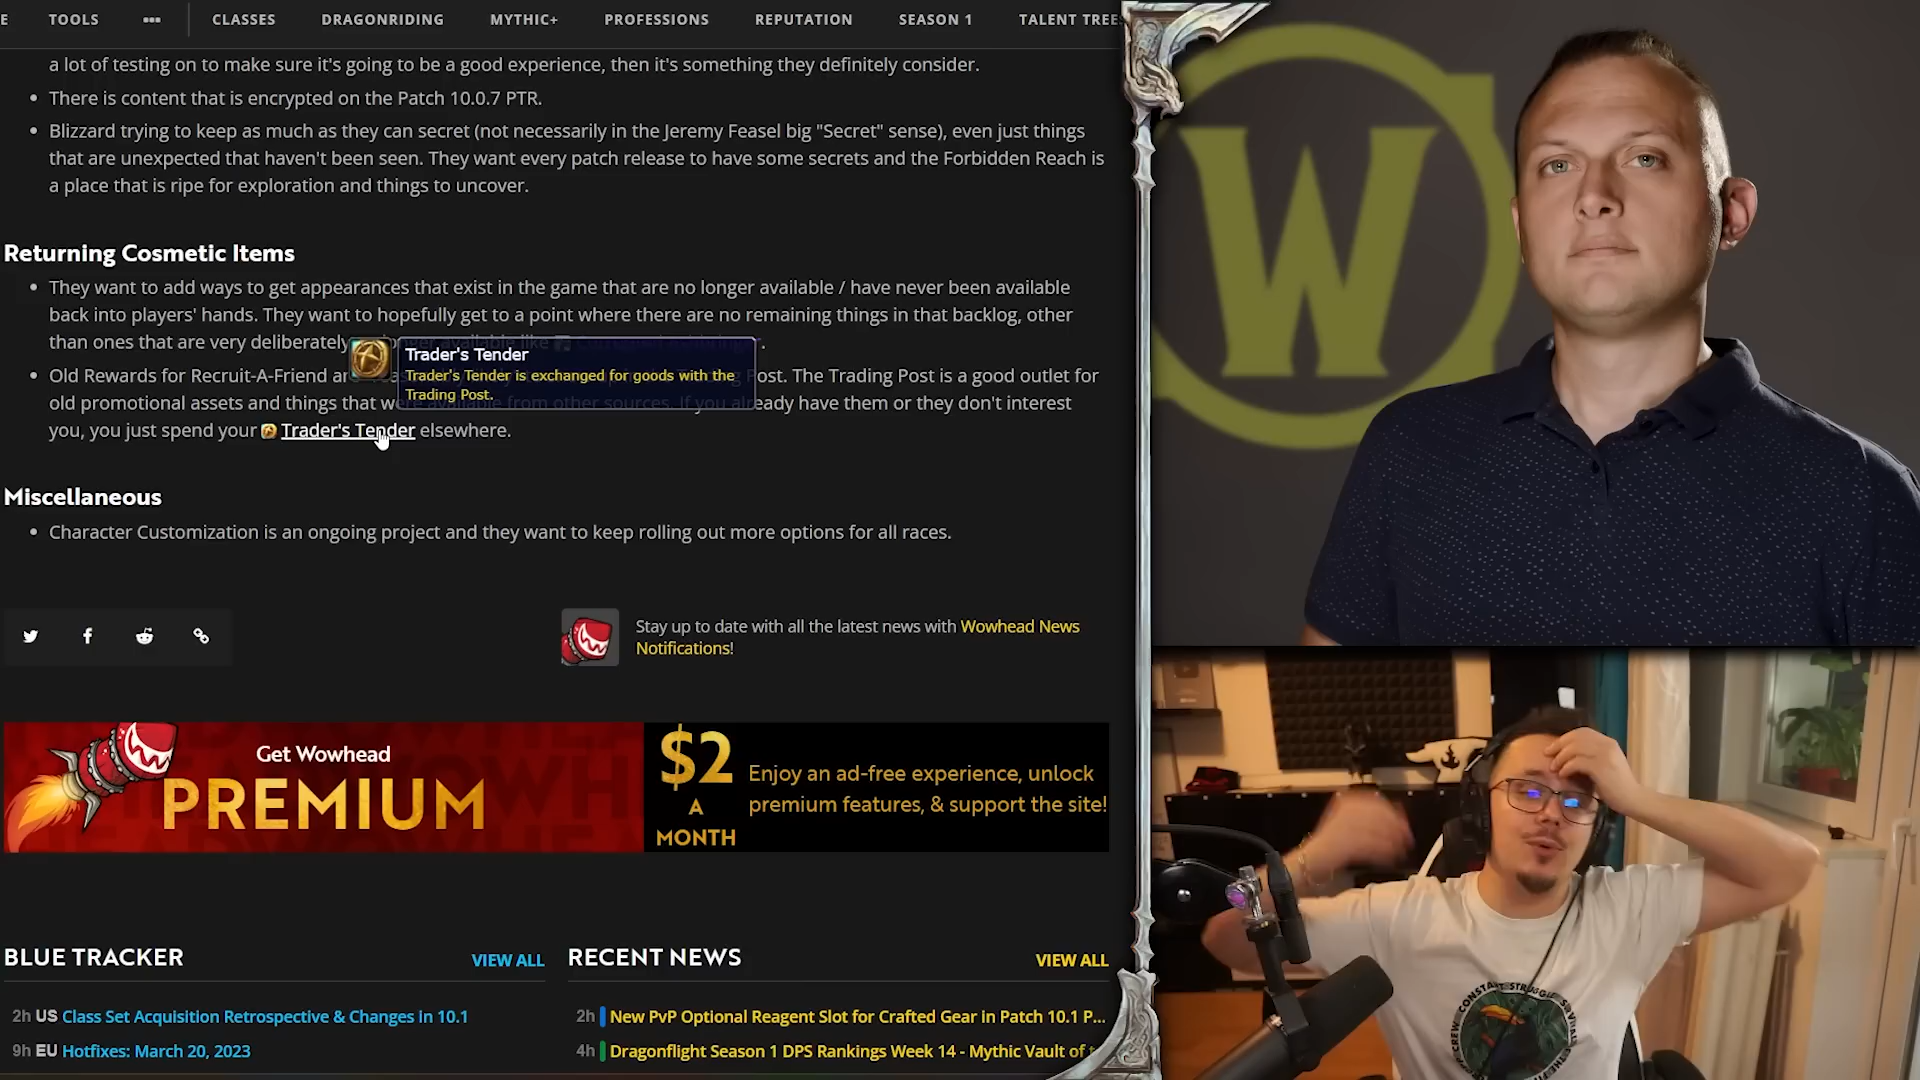 E TOOLS ••• CLASSES DRAGONRIDING MYTHIC+ PROFESSIONS REPUTATION SEASON 1 TALENT TREE
a lot of testing on to make sure it's going to be a good experience, then it's something they definitely consider.
• There is content that is encrypted on the Patch 10.0.7 PTR.
• Blizzard trying to keep as much as they can secret (not necessarily in the Jeremy Feasel big "Secret" sense), even just things
that are unexpected that haven't been seen. They want every patch release to have some secrets and the Forbidden Reach is
a place that is ripe for exploration and things to uncover.
Returning Cosmetic Items
• They want to add ways to get appearances that exist in the game that are no longer available / have never been available
back into players' hands. They want to hopefully get to a point where there are no remaining things in that backlog, other
than ones that are very deliberately no longer available like
Trader's Tender
Trader's Tender is exchanged for goods with the
Trading Post.
• Old Rewards for Recruit-A-Friend ar ost. The Trading Post is a good outlet for
old promotional assets and things that were available from other sources. If you already have them or they don't interest
you, you just spend your Trader's Tender elsewhere.
Miscellaneous
• Character Customization is an ongoing project and they want to keep rolling out more options for all races.
Stay up to date with all the latest news with Wowhead News
Notifications!
Get Wowhead
PREMIUM
$2
A
MONTH
Enjoy an ad-free experience, unlock
premium features, & support the site!
BLUE TRACKER VIEW ALL
2h US Class Set Acquisition Retrospective & Changes in 10.1
9h EU Hotfixes: March 20, 2023
RECENT NEWS VIEW ALL
2h New PvP Optional Reagent Slot for Crafted Gear in Patch 10.1 P...
4h Dragonflight Season 1 DPS Rankings Week 14 - Mythic Vault of
W
CONSTANT STRUGGLE
CREW